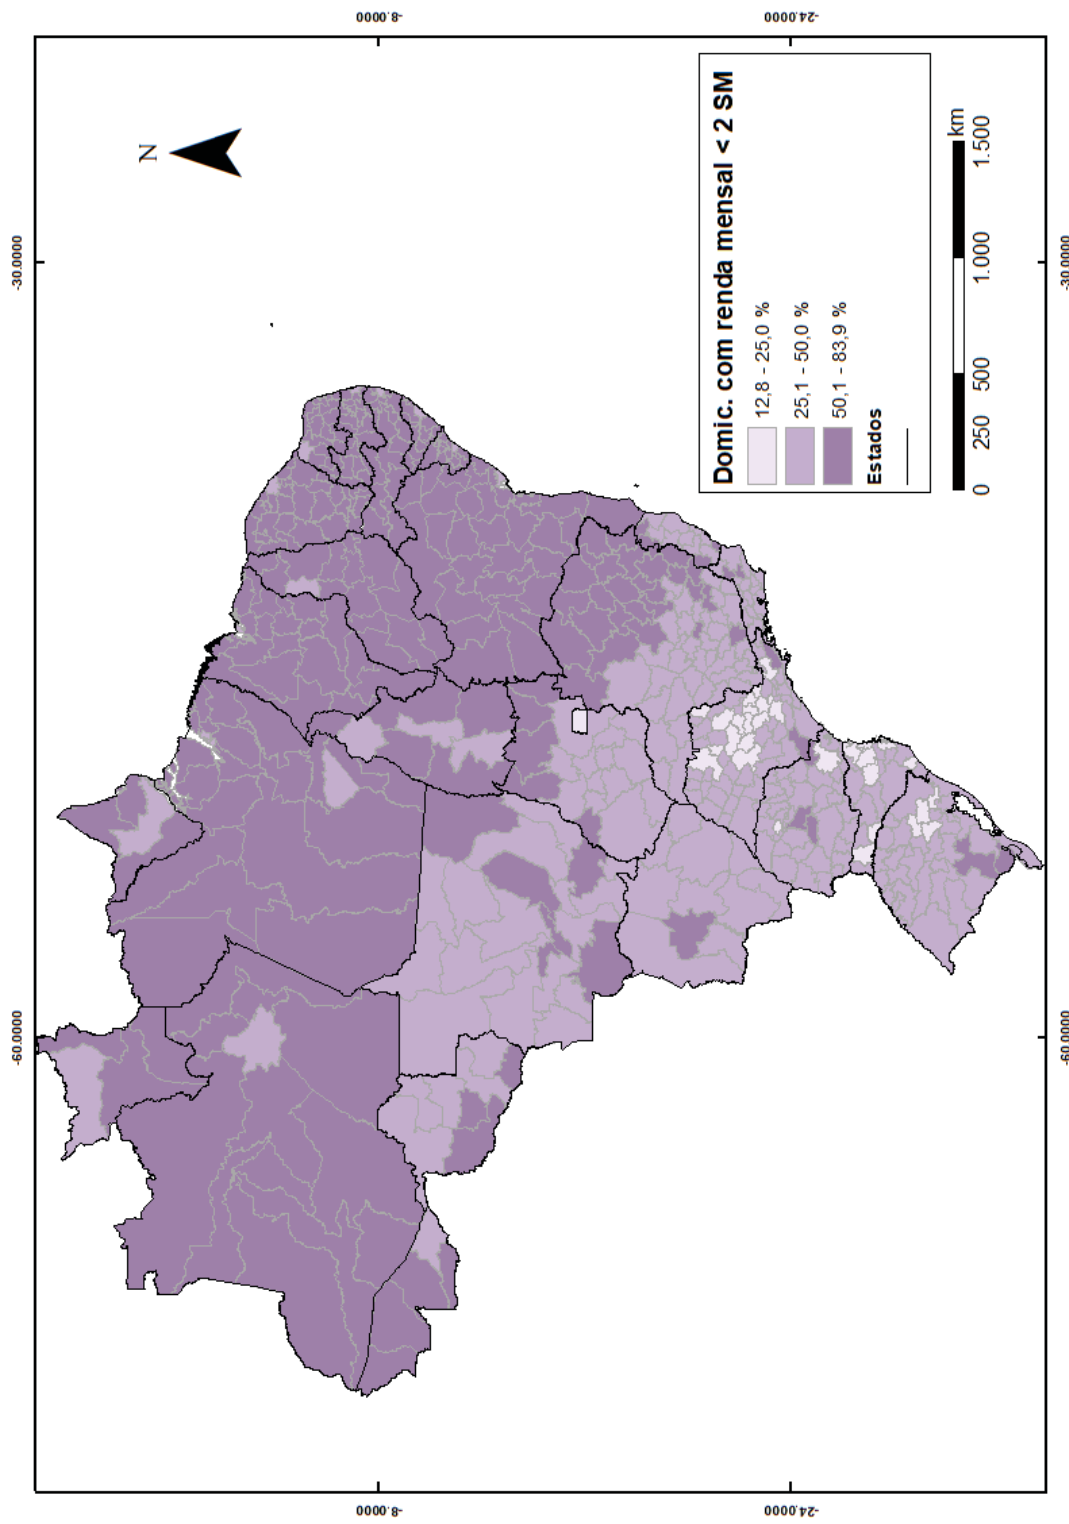 -30.0000
-60.0000
-8.0000
-24.0000
N
Domic. com renda mensal < 2 SM
12,8 - 25,0 %
25,1 - 50,0 %
50,1 - 83,9 %
Estados
km
0 250 500 1.000 1.500
-8.0000
-24.0000
-30.0000
-60.0000